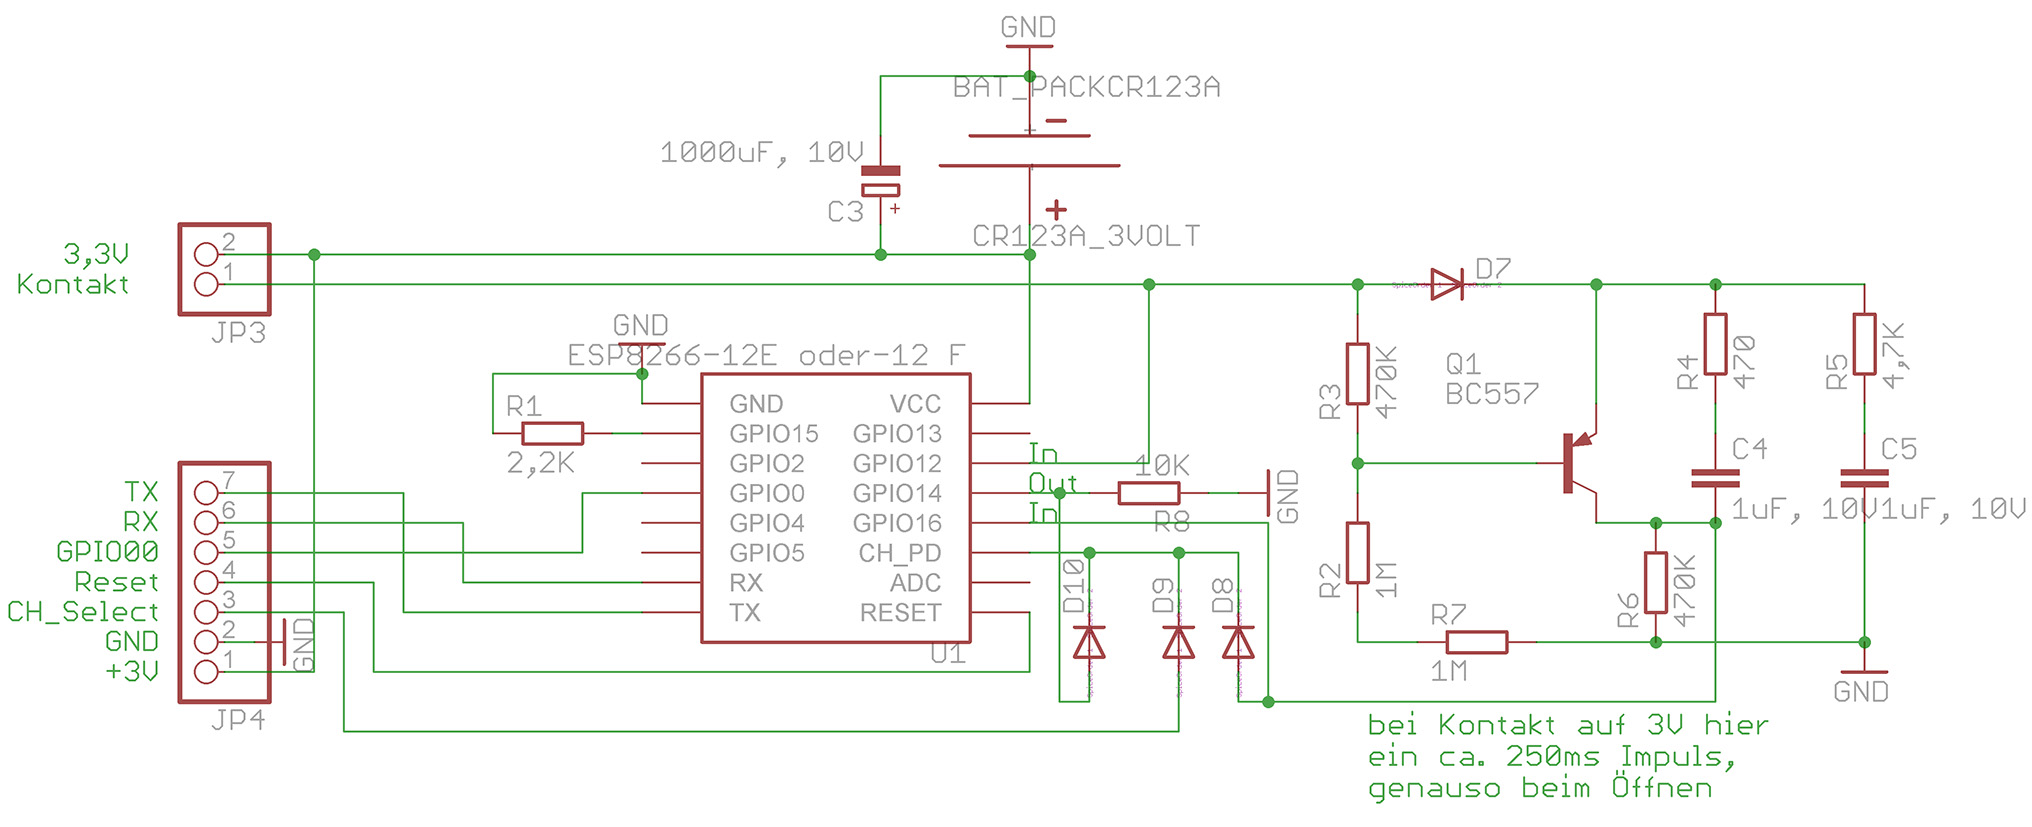 GND
BAT_PACKCR123A
-
1000uF, 10V
C3
+
+
CR123A_3VOLT
3,3V
2
Kontakt
1
JP3
GND
ESP8266-12E oder-12 F
R1
2,2K
GND
GPIO15
GPIO2
GPIO0
GPIO4
GPIO5
RX
TX
VCC
GPIO13
GPIO12
GPIO14
GPIO16
CH_PD
ADC
RESET
U1
In
Out
In
10K
R8
GND
D10
D9
D8
TX
7
RX
6
GPIO00
5
Reset
4
CH_Select
3
GND
2
+3V
1
GND
JP4
D7
R3
470K
Q1
BC557
R4
470
R5
4,7K
C4
1uF, 10V
C5
1uF, 10V
R2
1M
R7
1M
R6
470K
GND
bei Kontakt auf 3V hier
ein ca. 250ms Impuls,
genauso beim Öffnen